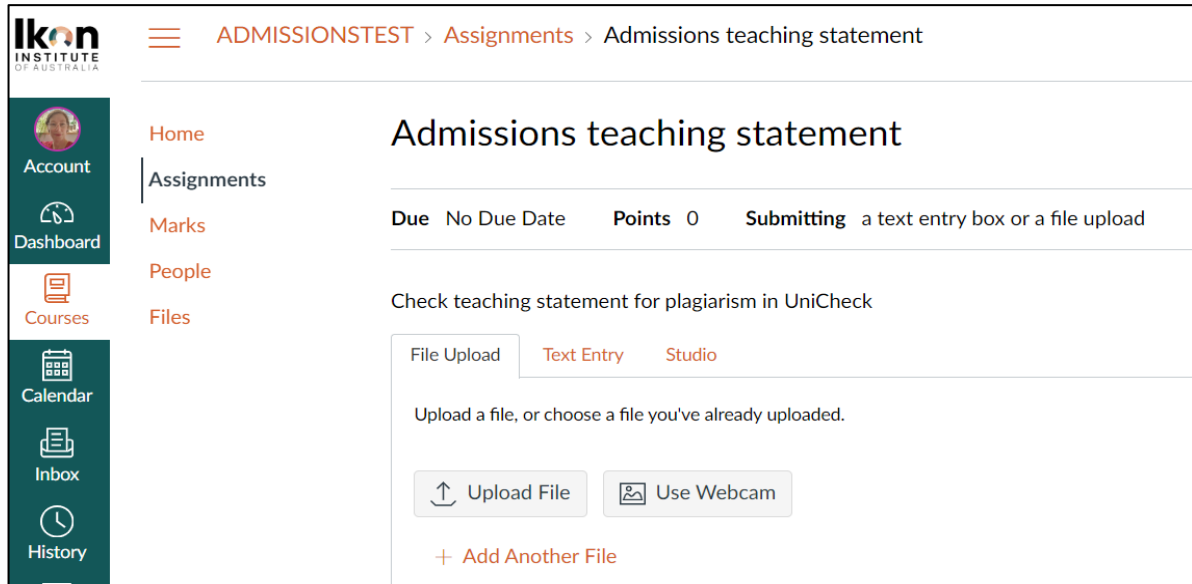 Ikon
INSTITUTE
OF AUSTRALIA
ADMISSIONSTEST > Assignments > Admissions teaching statement
Account
Dashboard
Courses
Calendar
Inbox
History
Home
Assignments
Marks
People
Files
Admissions teaching statement
Due No Due Date Points 0 Submitting a text entry box or a file upload
Check teaching statement for plagiarism in UniCheck
File Upload Text Entry Studio
Upload a file, or choose a file you've already uploaded.
Upload File Use Webcam
+ Add Another File